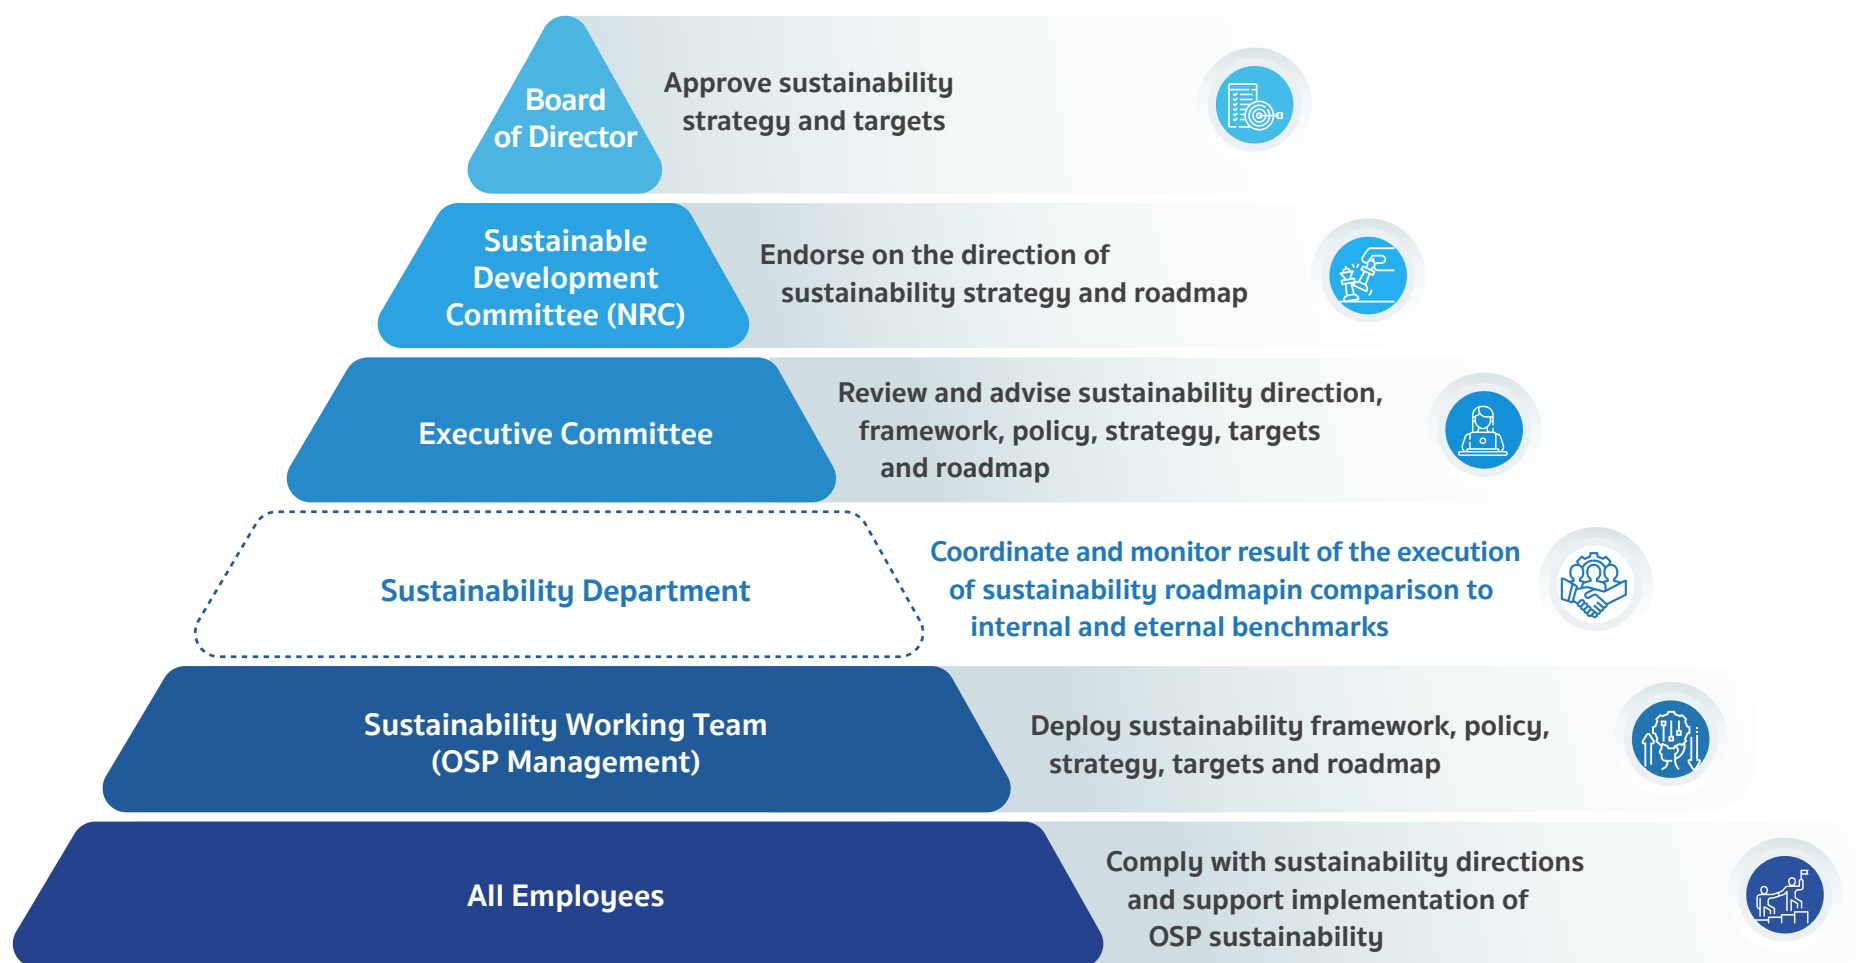 Board
of Director
Approve sustainability
strategy and targets
Sustainable
Development
Committee (NRC)
Endorse on the direction of
sustainability strategy and roadmap
Executive Committee
Review and advise sustainability direction,
framework, policy, strategy, targets
and roadmap
Sustainability Department
Coordinate and monitor result of the execution
of sustainability roadmapin comparison to
internal and eternal benchmarks
Sustainability Working Team
(OSP Management)
Deploy sustainability framework, policy,
strategy, targets and roadmap
All Employees
Comply with sustainability directions
and support implementation of
OSP sustainability